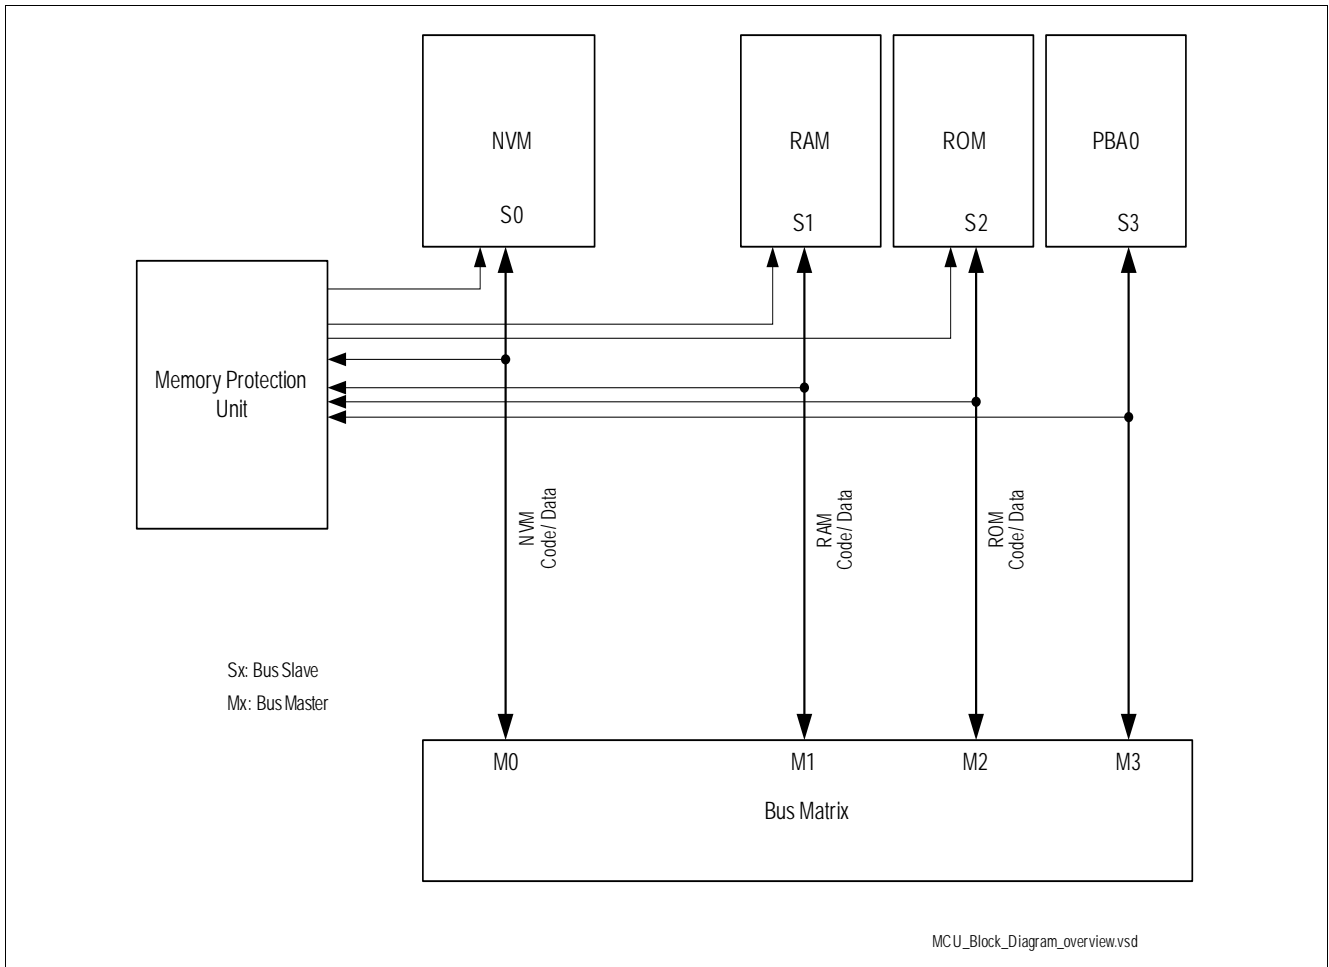 NVM
S0
RAM
S1
ROM
S2
PBA0
S3
Memory Protection
Unit
NVM
Code/ Data
RAM
Code/ Data
ROM
Code/ Data
Sx: Bus Slave
Mx: Bus Master
M0
M1
M2
M3
Bus Matrix
MCU_Block_Diagram_overview.vsd